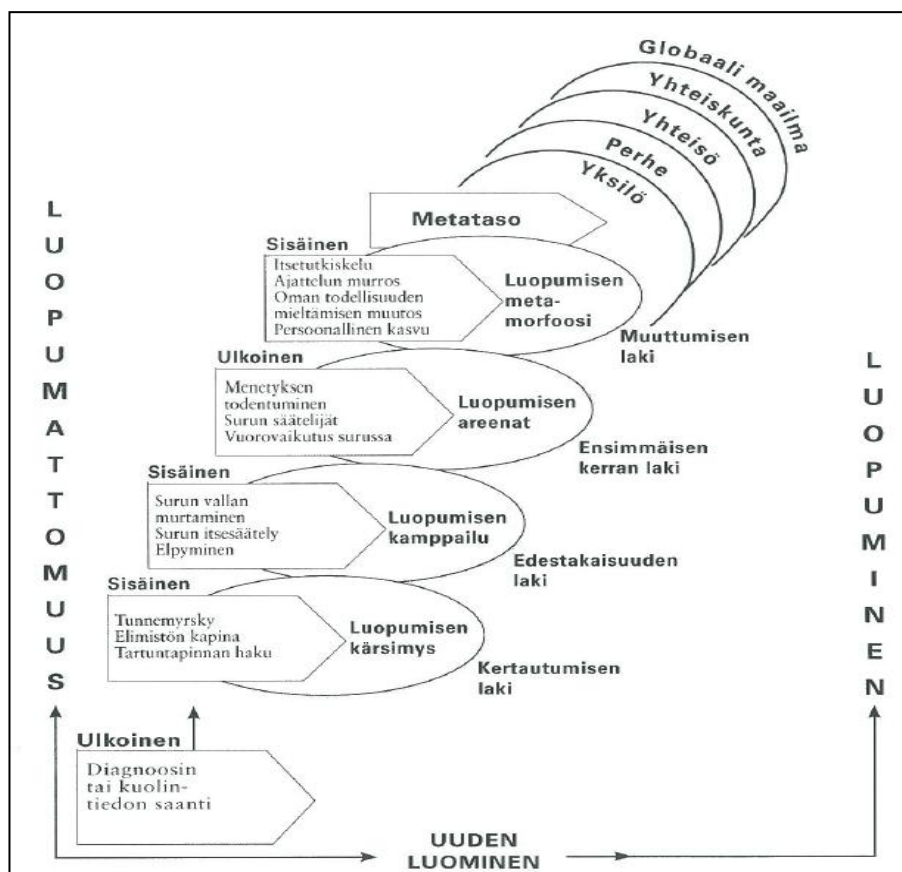 Globaali maailma
Yhteiskunta
Yhteisö
Perhe
Yksilö
Metataso
Sisäinen
Itsetutkiskelu
Ajattelun murros
Oman todellisuuden
mieltämisen muutos
Persoonallinen kasvu
Luopumisen
meta-
morfoosi
Muuttumisen
laki
Ulkoinen
Menetyksen
todentuminen
Surun säätelijät
Vuorovaikutus surussa
Luopumisen
areenat
Ensimmäisen
kerran laki
Sisäinen
Surun vallan
murtaminen
Surun itsesäätely
Elpyminen
Luopumisen
kamppailu
Edestakaisuuden
laki
Sisäinen
Tunnemyrsky
Elimistön kapina
Tartuntapinnan haku
Luopumisen
kärsimys
Kertautumisen
laki
Ulkoinen
Diagnoosin
tai kuolin-
tiedon saanti
LUOPUMATTOMUUS
LUOPUMINEN
UUDEN
LUOMINEN